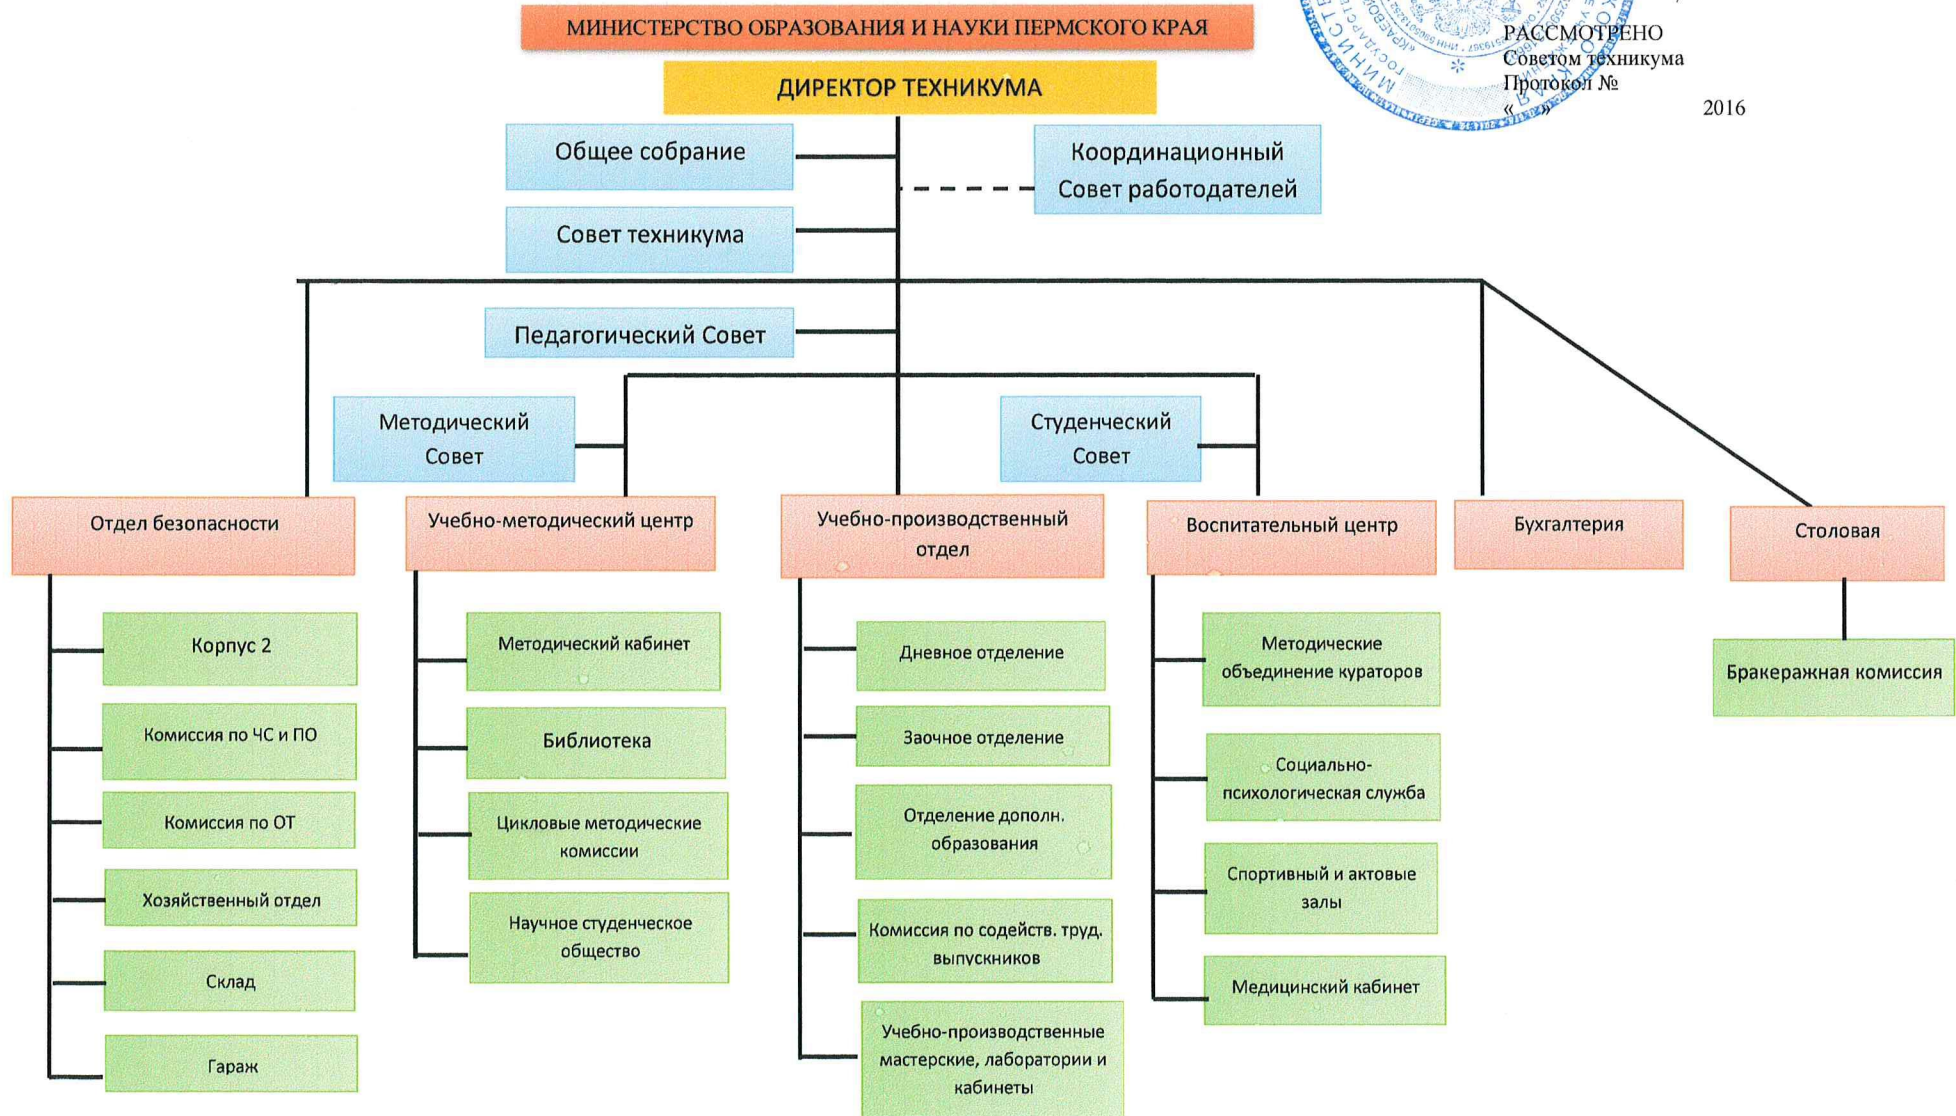 МИНИСТЕРСТВО ОБРАЗОВАНИЯ И НАУКИ ПЕРМСКОГО КРАЯ
РАССМОТРЕНО
Советом техникума
Протокол №
« » 2016
ДИРЕКТОР ТЕХНИКУМА
Общее собрание
Координационный
Совет работодателей
Совет техникума
Педагогический Совет
Методический
Совет
Студенческий
Совет
Отдел безопасности
Учебно-методический центр
Учебно-производственный
отдел
Воспитательный центр
Бухгалтерия
Столовая
Корпус 2
Комиссия по ЧС и ПО
Комиссия по ОТ
Хозяйственный отдел
Склад
Гараж
Методический кабинет
Библиотека
Цикловые методические
комиссии
Научное студенческое
общество
Дневное отделение
Заочное отделение
Отделение дополн.
образования
Комиссия по содейств. труд.
выпускников
Учебно-производственные
мастерские, лаборатории и
кабинеты
Методические
объединение кураторов
Социально-
психологическая служба
Спортивный и актовые
залы
Медицинский кабинет
Бракеражная комиссия